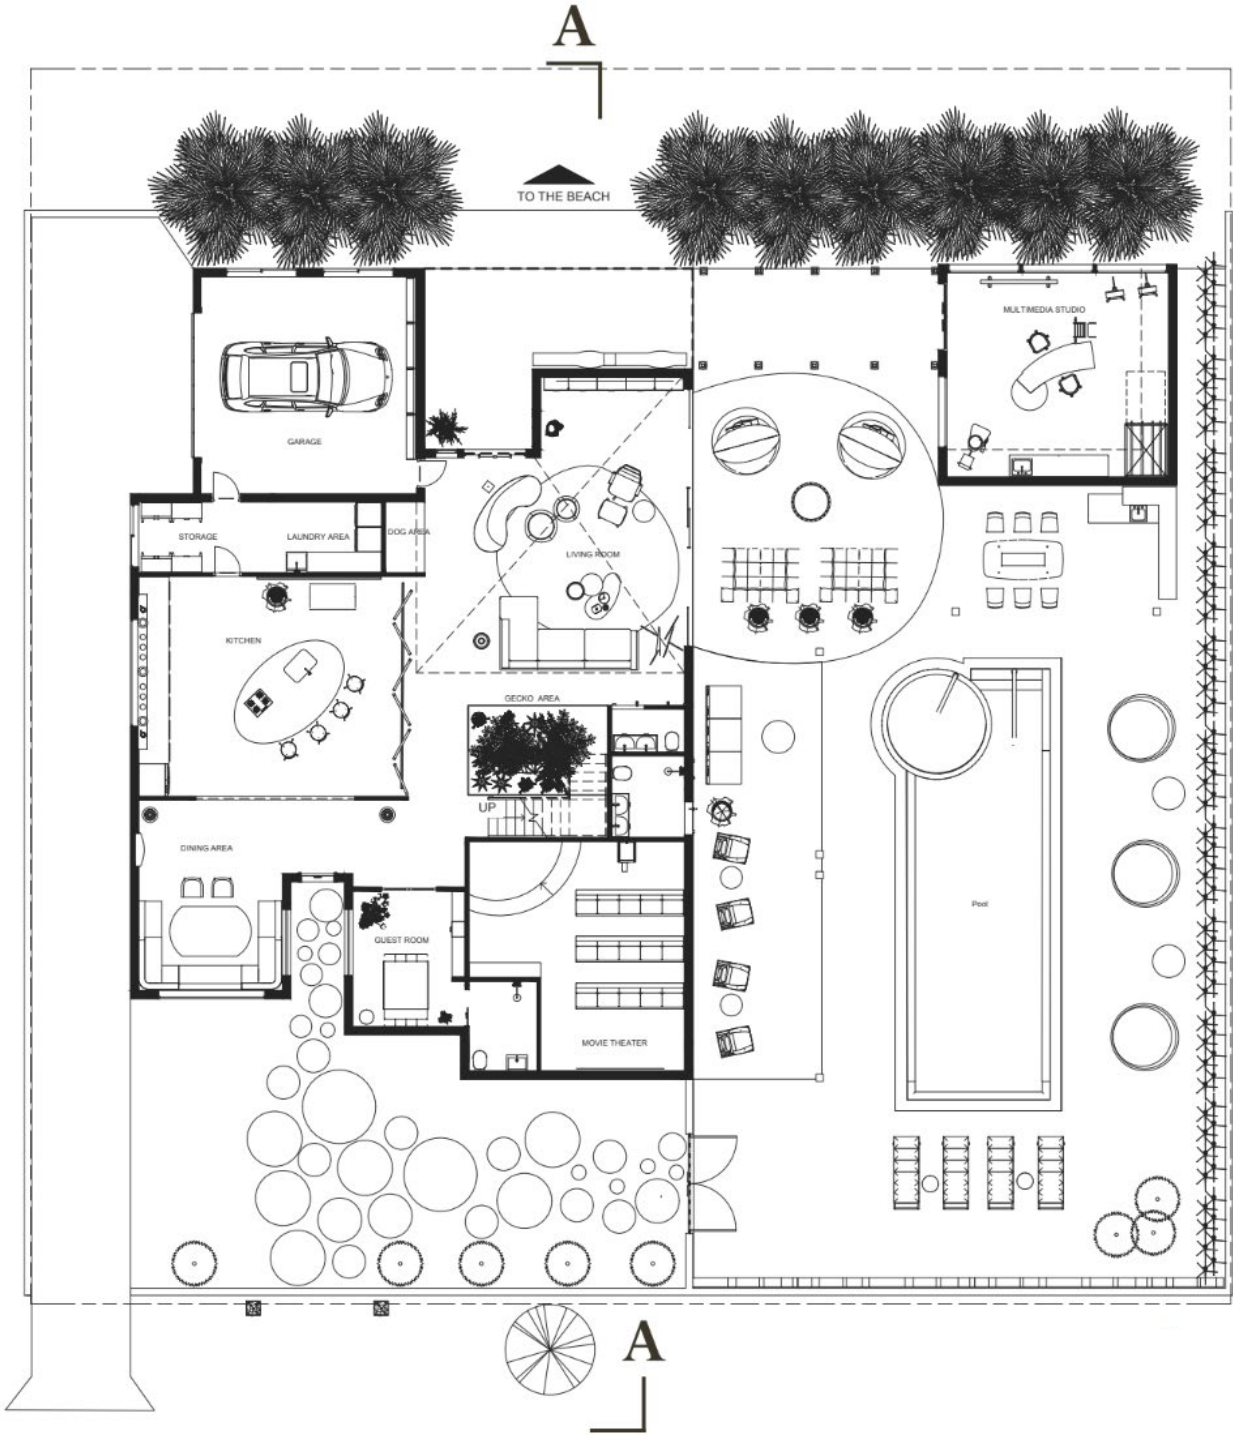 A
TO THE BEACH
MULTIMEDIA STUDIO
GARAGE
STORAGE
LAUNDRY AREA
DOG AREA
LIVING ROOM
KITCHEN
GECKO AREA
UP
DINING AREA
Pool
GUEST ROOM
MOVIE THEATER
A